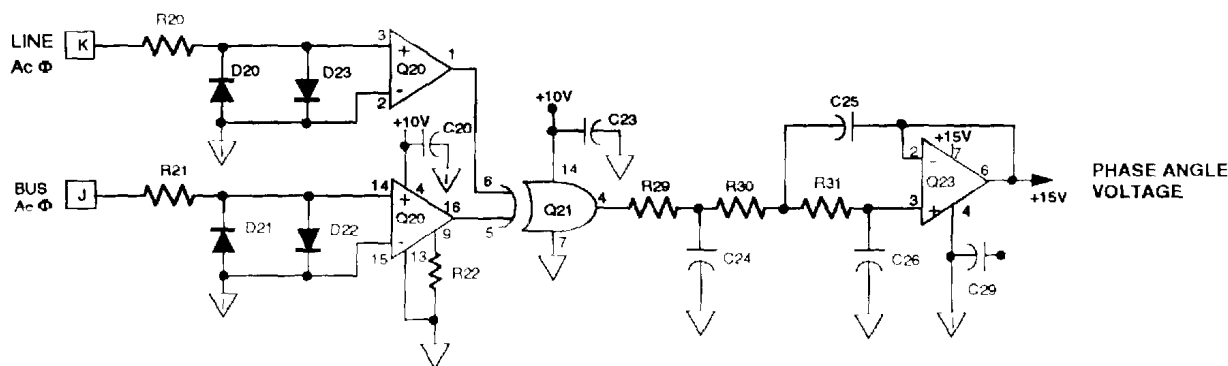 R20
LINE K
Ac Φ
3 + 1
D20 D23 Q20
2 -
+10V C20
+10V C23
C25
+15V
R21
BUS J
Ac Φ
14 + 4 16
Q20
D21 D22
15 - 13 9
R22
6 14
Q21 4
5 7
R29 R30 R31
2 - 7
Q23 6
3 + 4
+15V
PHASE ANGLE
VOLTAGE
C24 C26 C29